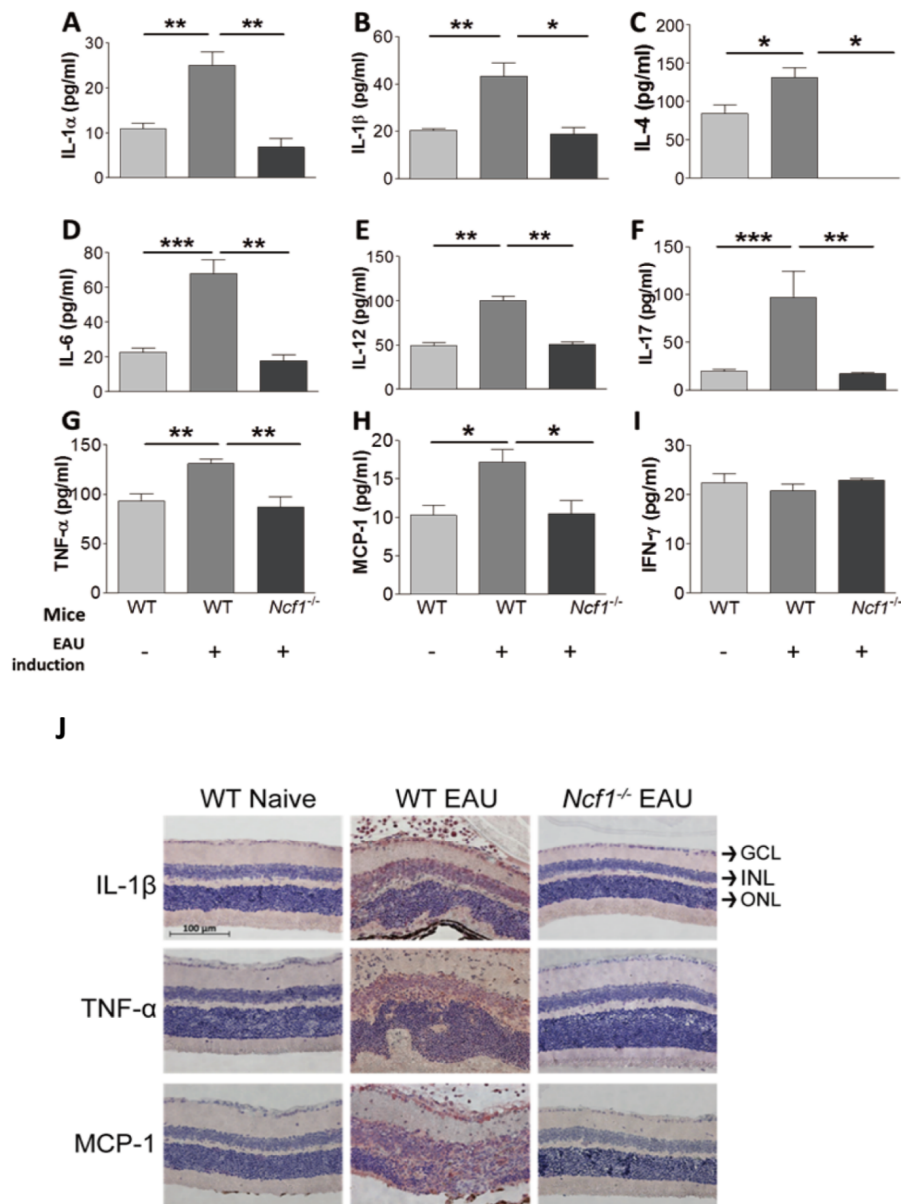 A
**
**
IL-1α (pg/ml)
30
20
10
0
B
**
*
IL-1β (pg/ml)
60
40
20
0
C
*
*
IL-4 (pg/ml)
200
150
100
50
0
D
***
**
IL-6 (pg/ml)
80
60
40
20
0
E
**
**
IL-12 (pg/ml)
150
100
50
0
F
***
**
IL-17 (pg/ml)
150
100
50
0
G
**
**
TNF-α (pg/ml)
150
100
50
0
H
*
*
MCP-1 (pg/ml)
20
15
10
5
0
I
IFN-γ (pg/ml)
30
20
10
0
Mice WT WT Ncf1-/- WT WT Ncf1-/- WT WT Ncf1-/-
EAU
induction - + + - + + - + +
J
WT Naive WT EAU Ncf1-/- EAU
IL-1β
100 µm
→GCL
→INL
→ONL
TNF-α
MCP-1